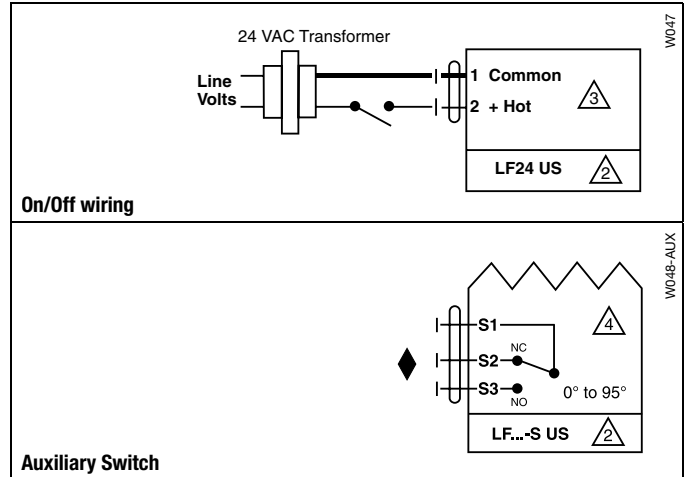 W047
24 VAC Transformer
Line
Volts
1 Common
2 + Hot
3
LF24 US
2
On/Off wiring
W048-AUX
S1
4
S2
NC
S3
NO
0° to 95°
LF...-S US
2
Auxiliary Switch